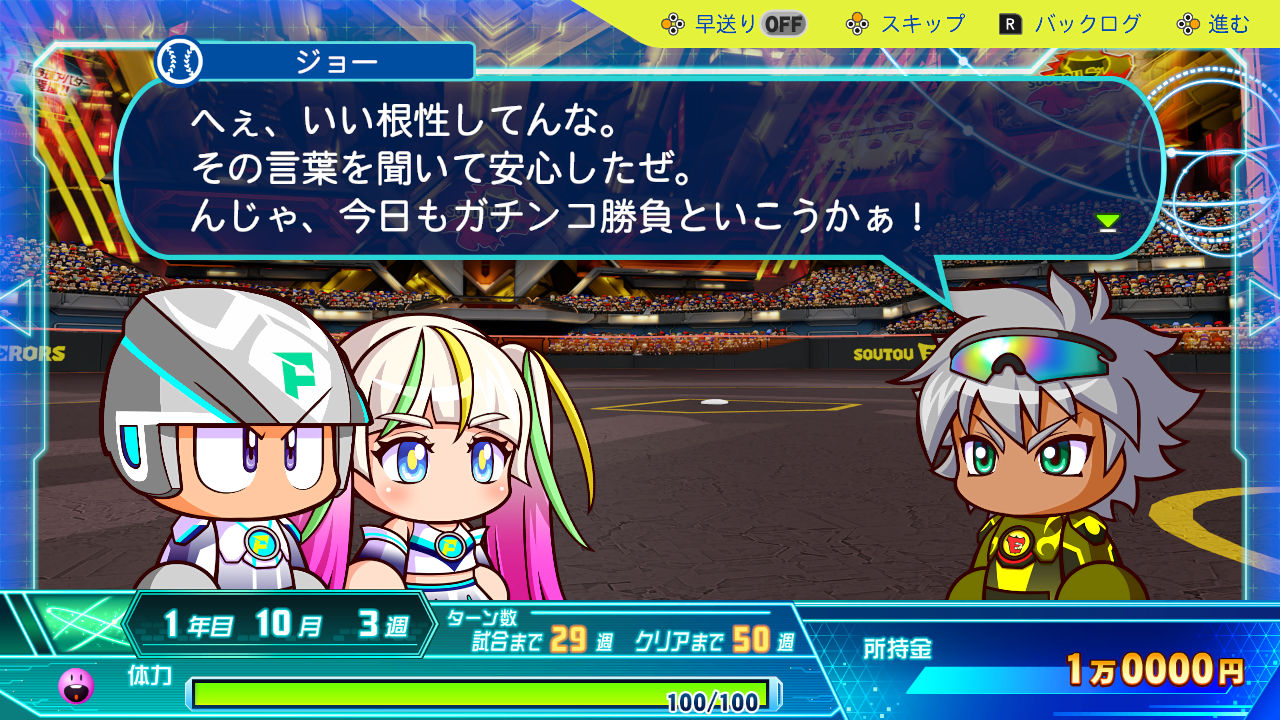 早送り OFF スキップ R バックログ 進む
ジョー
へぇ、いい根性してんな。
その言葉を聞いて安心したぜ。
んじゃ、今日もガチンコ勝負といこうかぁ！
ERORS
SOUTOU
1年目 10月 3週
ターン数
試合まで 29 週 クリアまで 50 週
所持金
1万0000円
体力
100/100